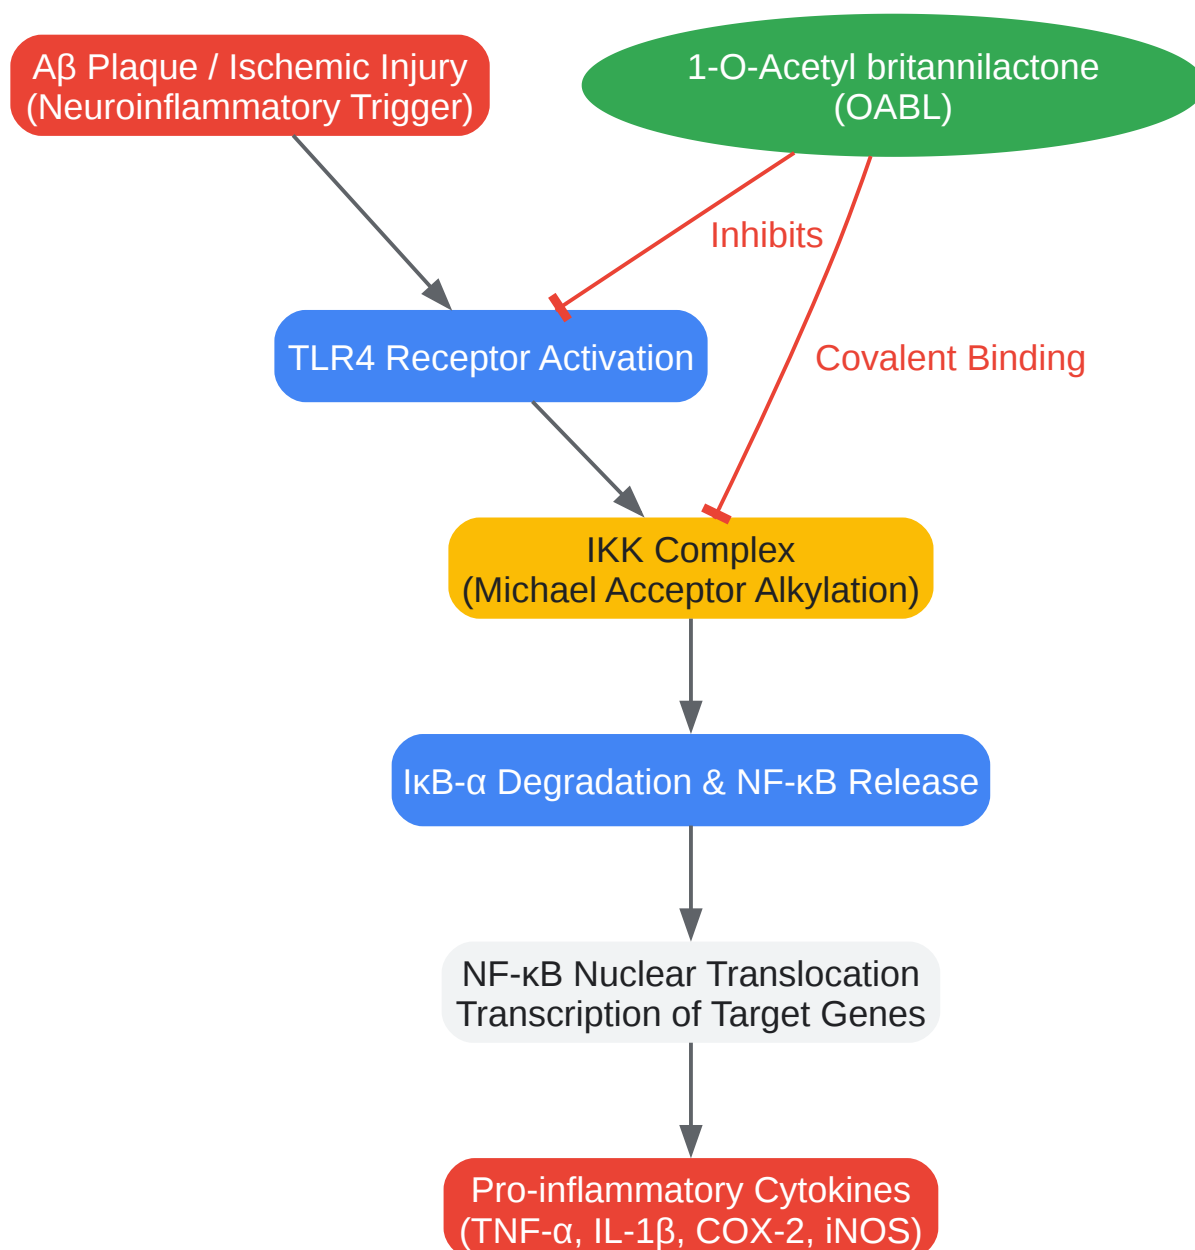 Aβ Plaque / Ischemic Injury
(Neuroinflammatory Trigger)
1-O-Acetyl britannilactone
(OABL)
Inhibits
TLR4 Receptor Activation
Covalent Binding
IKK Complex
(Michael Acceptor Alkylation)
IκB-α Degradation & NF-κB Release
NF-κB Nuclear Translocation
Transcription of Target Genes
Pro-inflammatory Cytokines
(TNF-α, IL-1β, COX-2, iNOS)